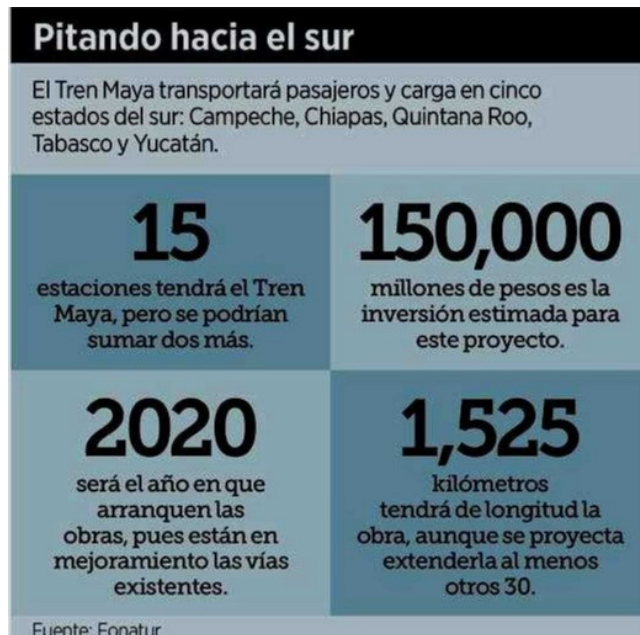 Pitando hacia el sur
El Tren Maya transportará pasajeros y carga en cinco
estados del sur: Campeche, Chiapas, Quintana Roo,
Tabasco y Yucatán.
15
estaciones tendrá el Tren
Maya, pero se podrían
sumar dos más.
150,000
millones de pesos es la
inversión estimada para
este proyecto.
2020
será el año en que
arranquen las
obras, pues están en
mejoramiento las vías
existentes.
1,525
kilómetros
tendrá de longitud la
obra, aunque se proyecta
extenderla al menos
otros 30.
Fuente: Fonatur